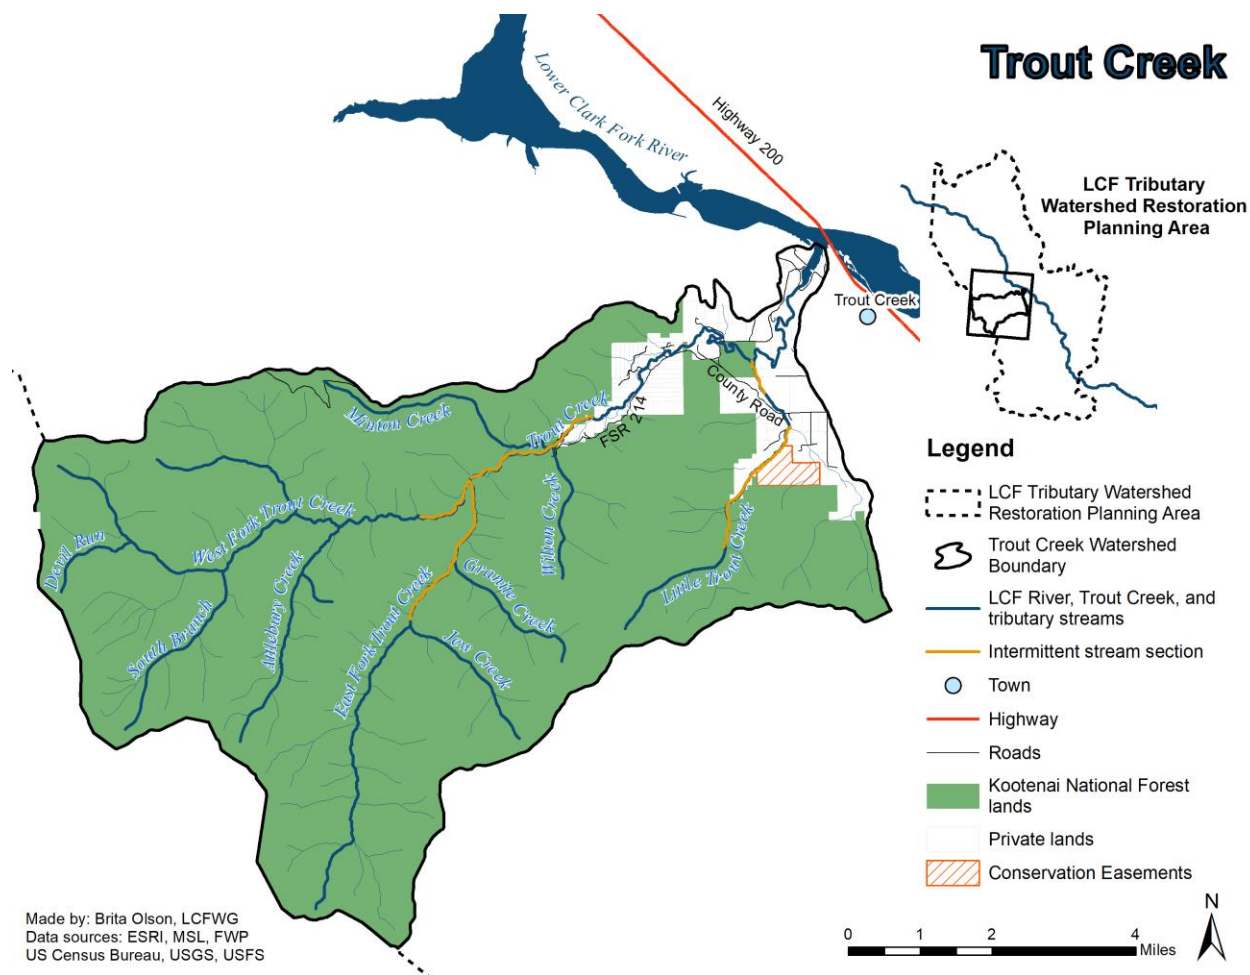 Trout Creek
Lower Clark Fork River
Highway 200
LCF Tributary
Watershed Restoration
Planning Area
Trout Creek
County Road
FSR 214
Trout Creek
Minton Creek
Wilton Creek
West Fork Trout Creek
Devil Run
South Branch
Attlebury Creek
East Fork Trout Creek
Granite Creek
Jew Creek
Little Trout Creek
Legend
LCF Tributary Watershed
Restoration Planning Area
Trout Creek Watershed
Boundary
LCF River, Trout Creek, and
tributary streams
Intermittent stream section
Town
Highway
Roads
Kootenai National Forest
lands
Private lands
Conservation Easements
N
0 1 2 4
Miles
Made by: Brita Olson, LCFWG
Data sources: ESRI, MSL, FWP
US Census Bureau, USGS, USFS